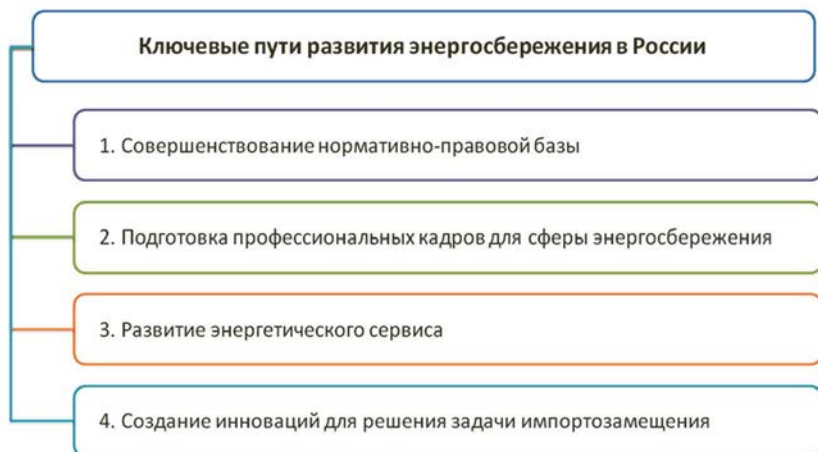 Ключевые пути развития энергосбережения в России
1. Совершенствование нормативно-правовой базы
2. Подготовка профессиональных кадров для сферы энергосбережения
3. Развитие энергетического сервиса
4. Создание инноваций для решения задачи импортозамещения